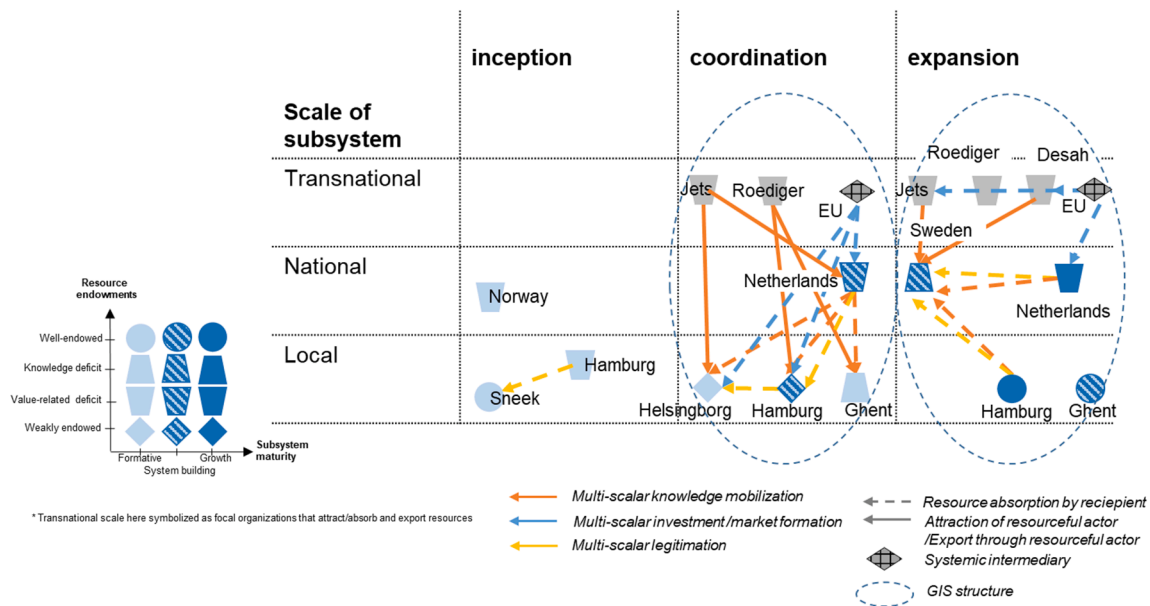 inception
coordination
expansion
Scale of
subsystem
Transnational
Jets
Roediger
EU
Roediger
Desah
Jets
EU
Sweden
National
Norway
Netherlands
Netherlands
Local
Hamburg
Sneek
Helsingborg
Hamburg
Ghent
Hamburg
Ghent
Resource
endowments
Well-endowed
Knowledge deficit
Value-related deficit
Weakly endowed
Subsystem
maturity
Formative
Growth
System building
* Transnational scale here symbolized as focal organizations that attract/absorb and export resources
Multi-scalar knowledge mobilization
Multi-scalar investment/market formation
Multi-scalar legitimation
Resource absorption by reciepient
Attraction of resourceful actor
/Export through resourceful actor
Systemic intermediary
GIS structure